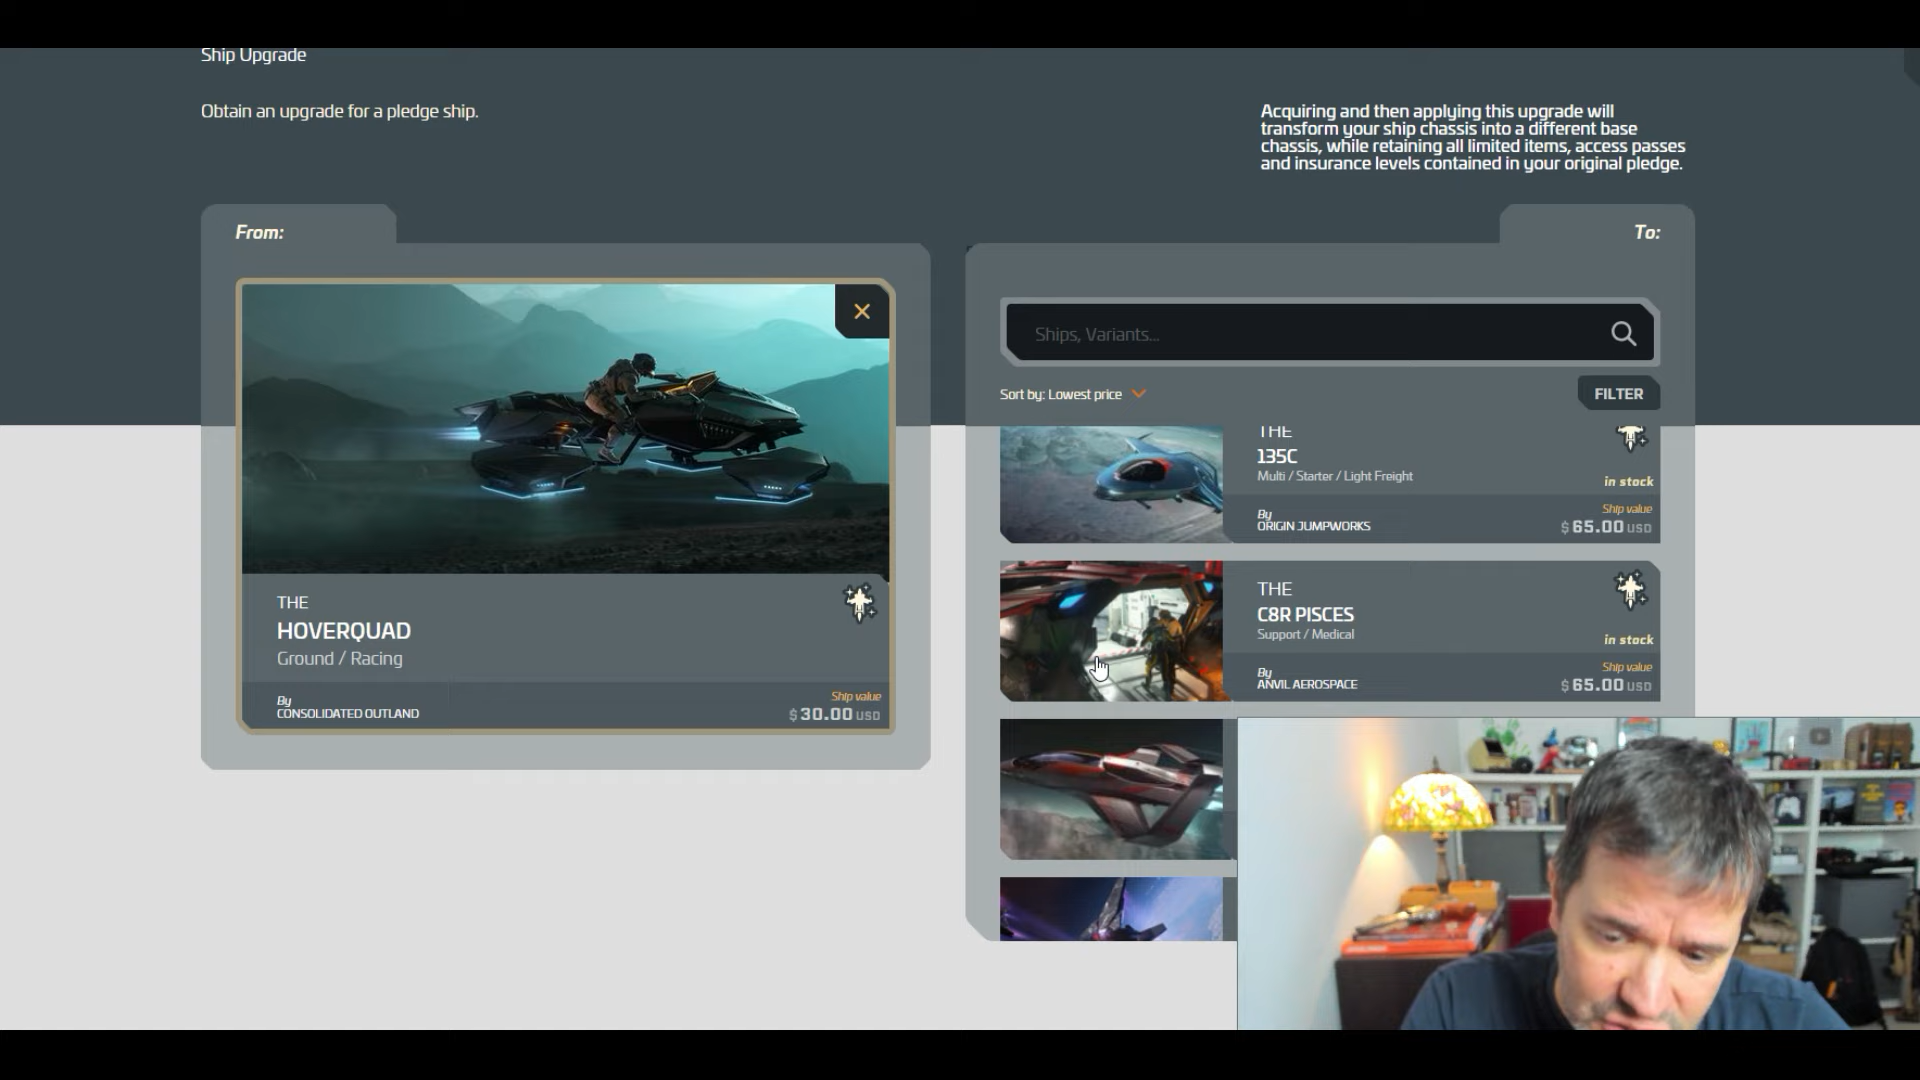 Ship Upgrade
Obtain an upgrade for a pledge ship.
Acquiring and then applying this upgrade will
transform your ship chassis into a different base
chassis, while retaining all limited items, access passes
and insurance levels contained in your original pledge.
From:
THE
HOVERQUAD
Ground / Racing
By
CONSOLIDATED OUTLAND
Ship value
$30.00 USD
To:
Ships, Variants...
Sort by: Lowest price
FILTER
THE
135C
Multi / Starter / Light Freight
in stock
By
ORIGIN JUMPWORKS
Ship value
$65.00 USD
THE
C8R PISCES
Support / Medical
in stock
By
ANVIL AEROSPACE
Ship value
$65.00 USD